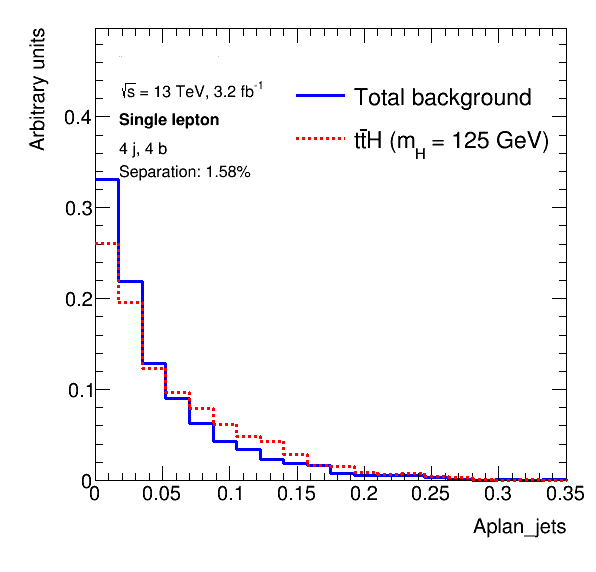 Arbitrary units
√s = 13 TeV, 3.2 fb⁻¹
Single lepton
4 j, 4 b
Separation: 1.58%
Total background
tt̄H (m_H = 125 GeV)
0.4
0.3
0.2
0.1
0
0 0.05 0.1 0.15 0.2 0.25 0.3 0.35
Aplan_jets